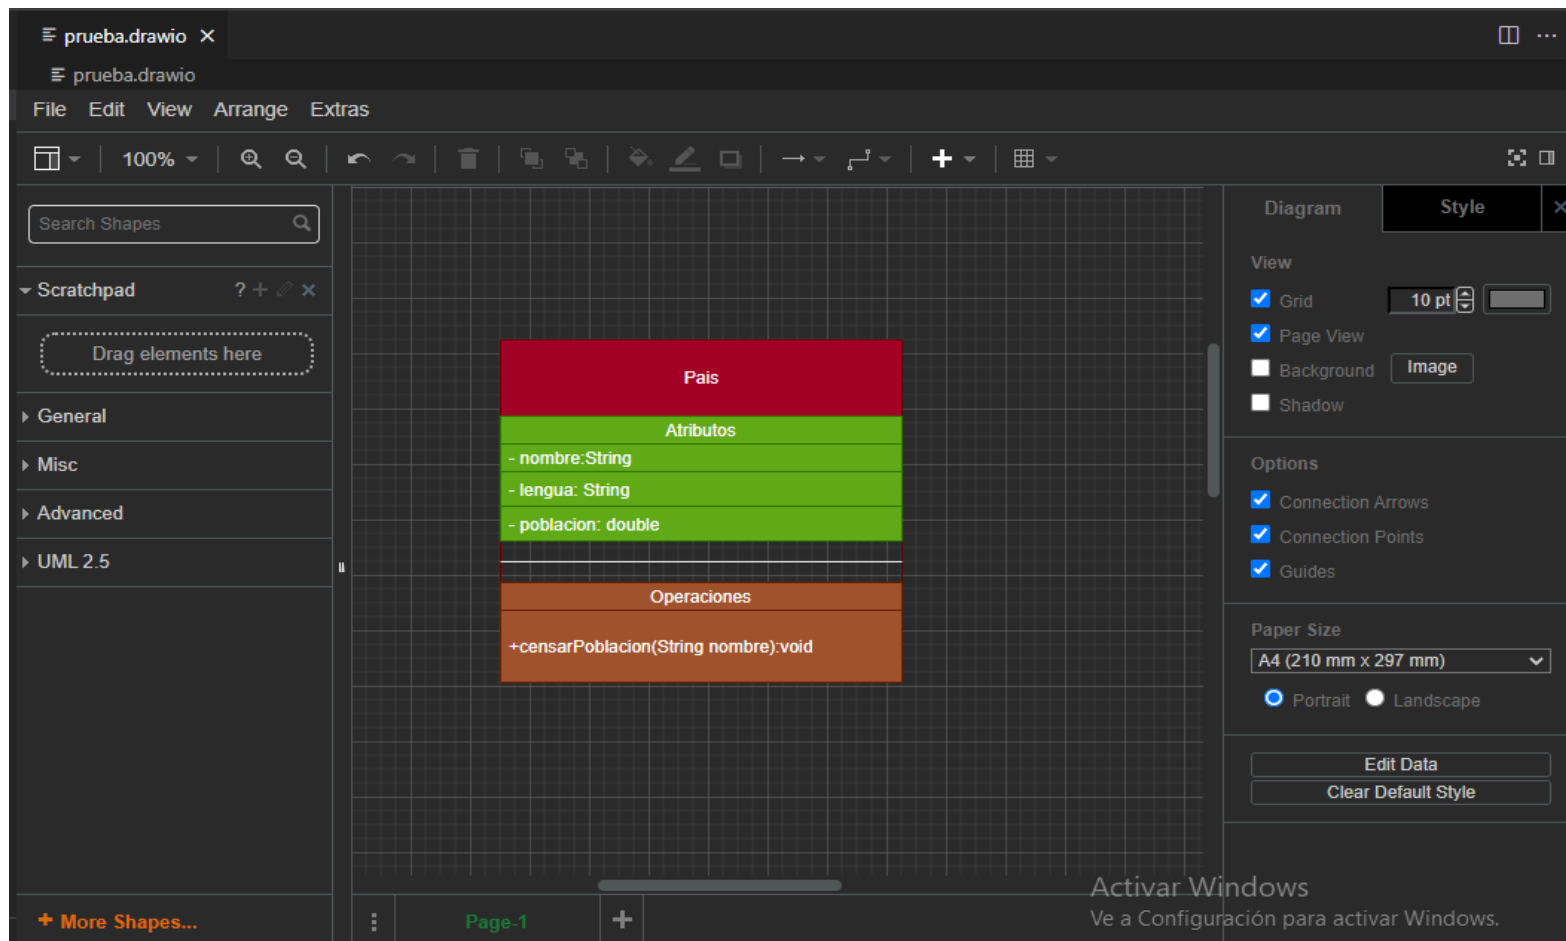 prueba.drawio
prueba.drawio
File Edit View Arrange Extras
100%
Search Shapes
Scratchpad ?
Drag elements here
General
Misc
Advanced
UML 2.5
+ More Shapes...
Pais
Atributos
- nombre:String
- lengua: String
- poblacion: double
Operaciones
+censarPoblacion(String nombre):void
Page-1
Diagram Style
View
Grid 10 pt
Page View
Background Image
Shadow
Options
Connection Arrows
Connection Points
Guides
Paper Size
A4 (210 mm x 297 mm)
Portrait Landscape
Edit Data
Clear Default Style
Activar Windows
Ve a Configuración para activar Windows.